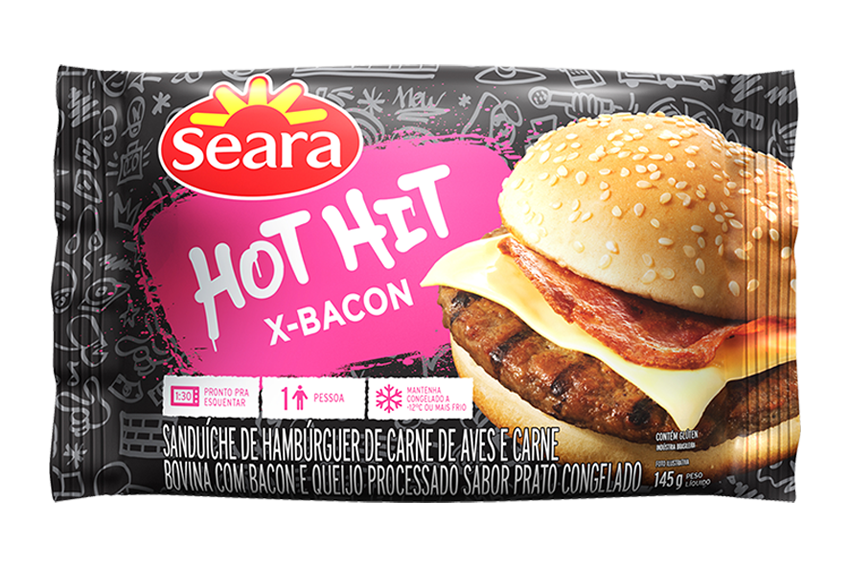 New
Seara
HOT HIT
X-BACON
1:30
PRONTO PRA
ESQUENTAR
1
PESSOA
MANTENHA
CONGELADO A
-12ºC OU MAIS FRIO
SANDUÍCHE DE HAMBÚRGUER DE CARNE DE AVES E CARNE
BOVINA COM BACON E QUEIJO PROCESSADO SABOR PRATO CONGELADO
CONTÉM GLÚTEN
INDÚSTRIA BRASILEIRA
FOTO ILUSTRATIVA
145 g PESO
LÍQUIDO